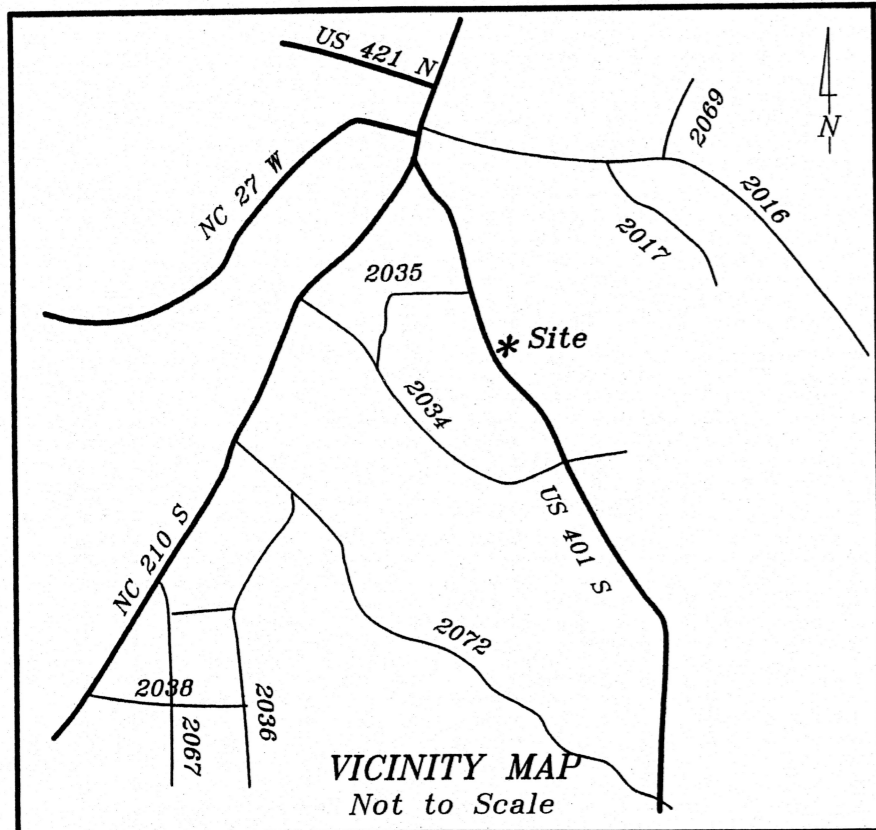 US 421 N
N
2069
NC 27 W
2016
2017
2035
Site
2034
US 401 S
NC 210 S
2072
2038
2036
2067
VICINITY MAP
Not to Scale